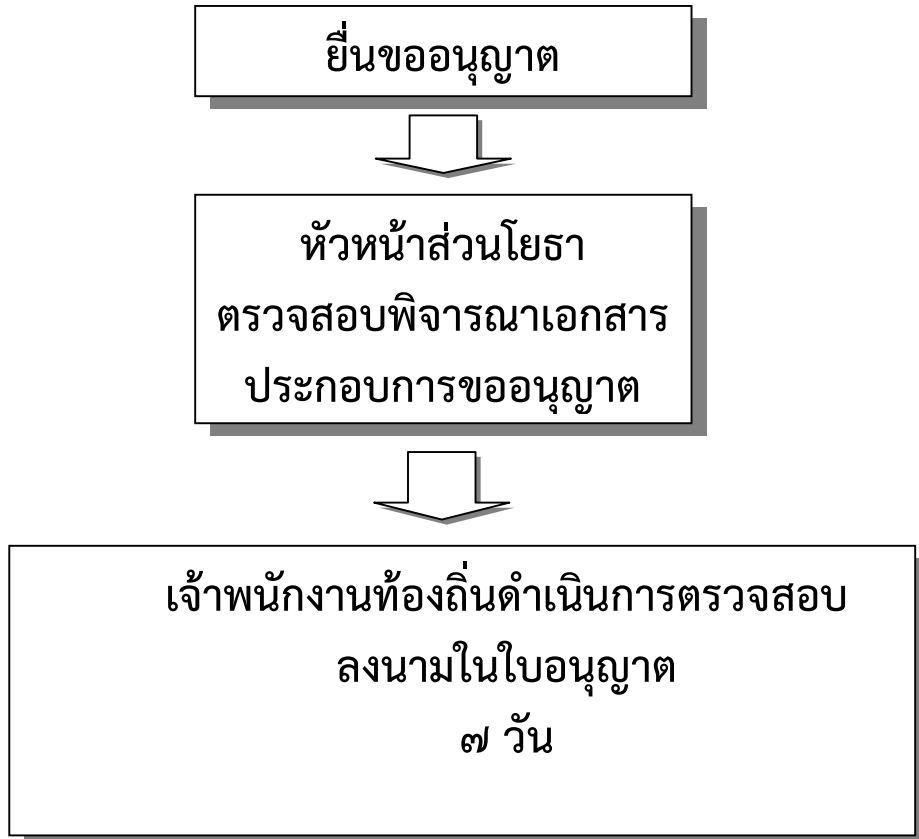 ยื่นขออนุญาต
หัวหน้าส่วนโยธา
ตรวจสอบพิจารณาเอกสาร
ประกอบการขออนุญาต
เจ้าพนักงานท้องถิ่นดำเนินการตรวจสอบ
ลงนามในใบอนุญาต
๗ วัน